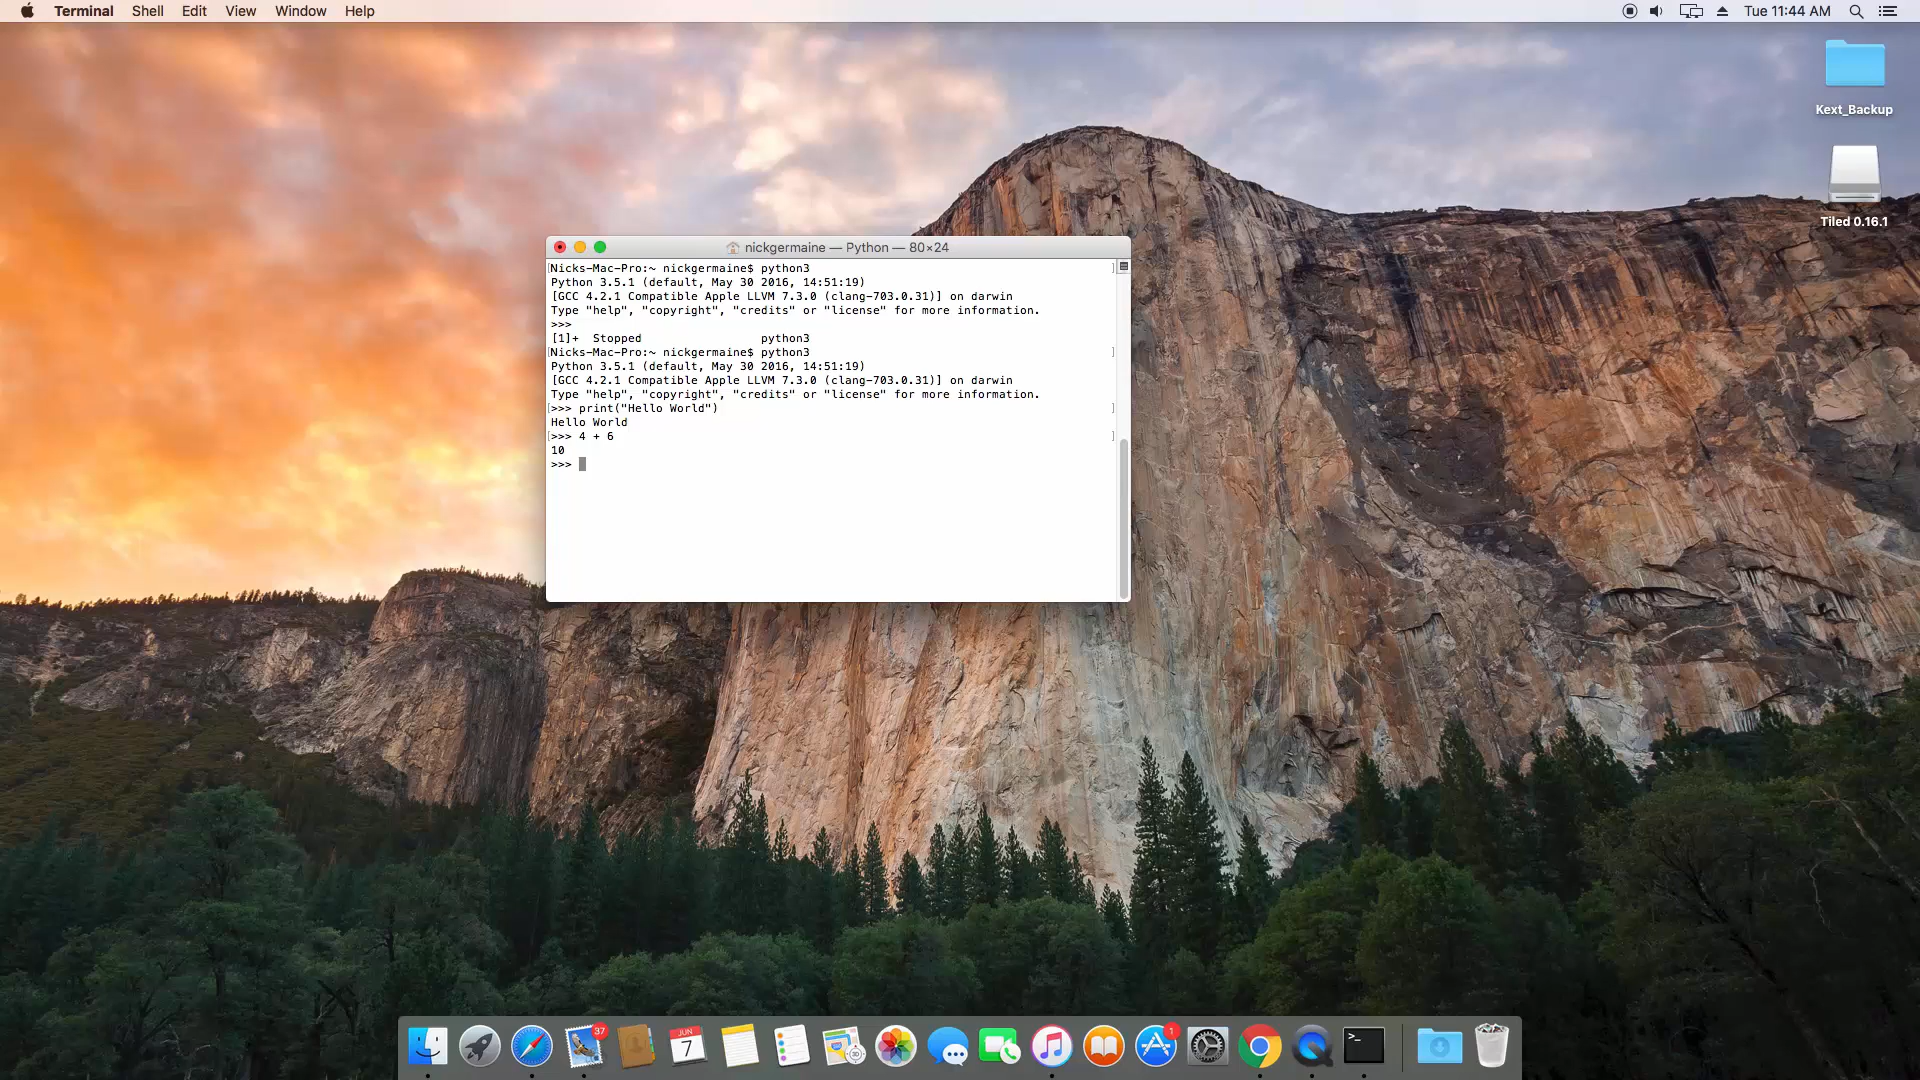 Terminal Shell Edit View Window Help Tue 11:44 AM
Kext_Backup
Tiled 0.16.1
nickgermaine — Python — 80×24
[Nicks-Mac-Pro:~ nickgermaine$ python3 ]
Python 3.5.1 (default, May 30 2016, 14:51:19)
[GCC 4.2.1 Compatible Apple LLVM 7.3.0 (clang-703.0.31)] on darwin
Type "help", "copyright", "credits" or "license" for more information.
>>>
[1]+  Stopped                 python3
[Nicks-Mac-Pro:~ nickgermaine$ python3 ]
Python 3.5.1 (default, May 30 2016, 14:51:19)
[GCC 4.2.1 Compatible Apple LLVM 7.3.0 (clang-703.0.31)] on darwin
Type "help", "copyright", "credits" or "license" for more information.
[>>> print("Hello World") ]
Hello World
[>>> 4 + 6 ]
10
>>>
37
JUN
7
3D
1
>_